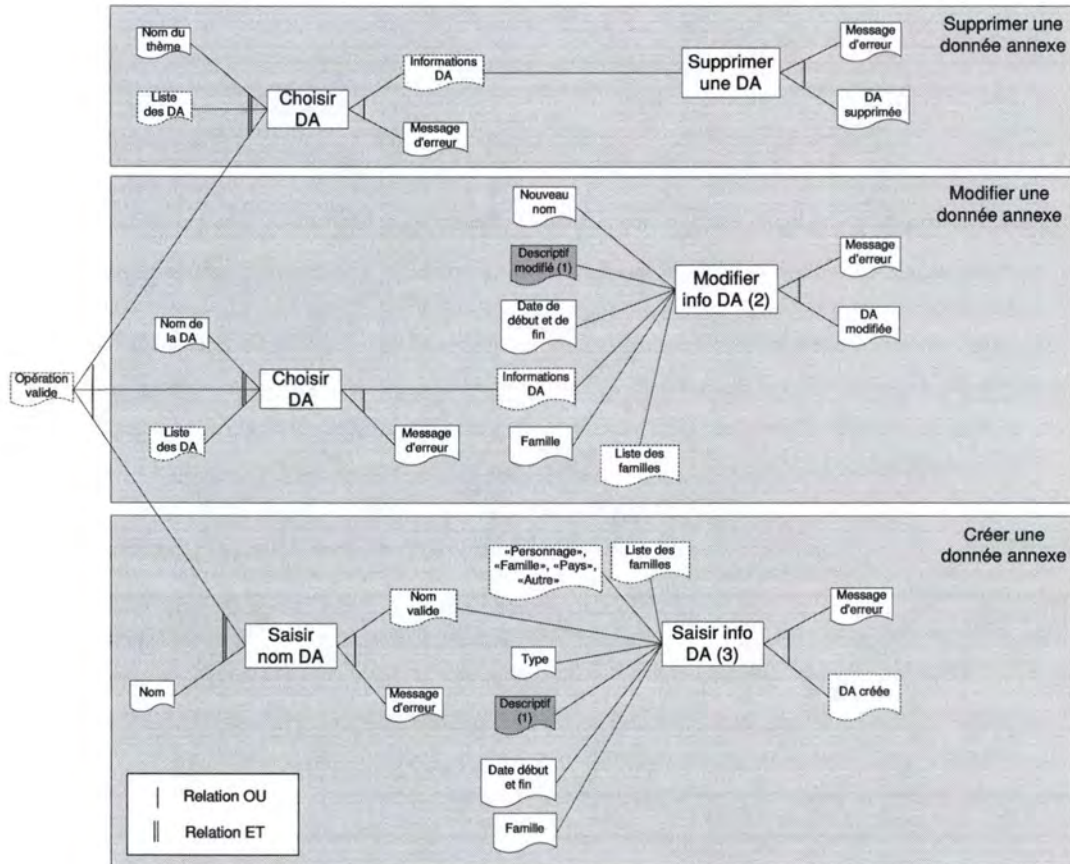 Supprimer une
donnée annexe
Nom du
thème
Liste
des DA
Choisir
DA
Informations
DA
Message
d'erreur
Supprimer
une DA
Message
d'erreur
DA
supprimée
Modifier une
donnée annexe
Opération
valide
Nom de
la DA
Liste
des DA
Choisir
DA
Message
d'erreur
Nouveau
nom
Descriptif
modifié (1)
Date de
début et de
fin
Informations
DA
Famille
Liste des
familles
Modifier
info DA (2)
Message
d'erreur
DA
modifiée
Créer une
donnée annexe
Nom
Saisir
nom DA
Nom
valide
Message
d'erreur
«Personnage»,
«Famille», «Pays»,
«Autre»
Liste des
familles
Type
Descriptif
(1)
Date début
et fin
Famille
Saisir info
DA (3)
Message
d'erreur
DA créée
Relation OU
Relation ET